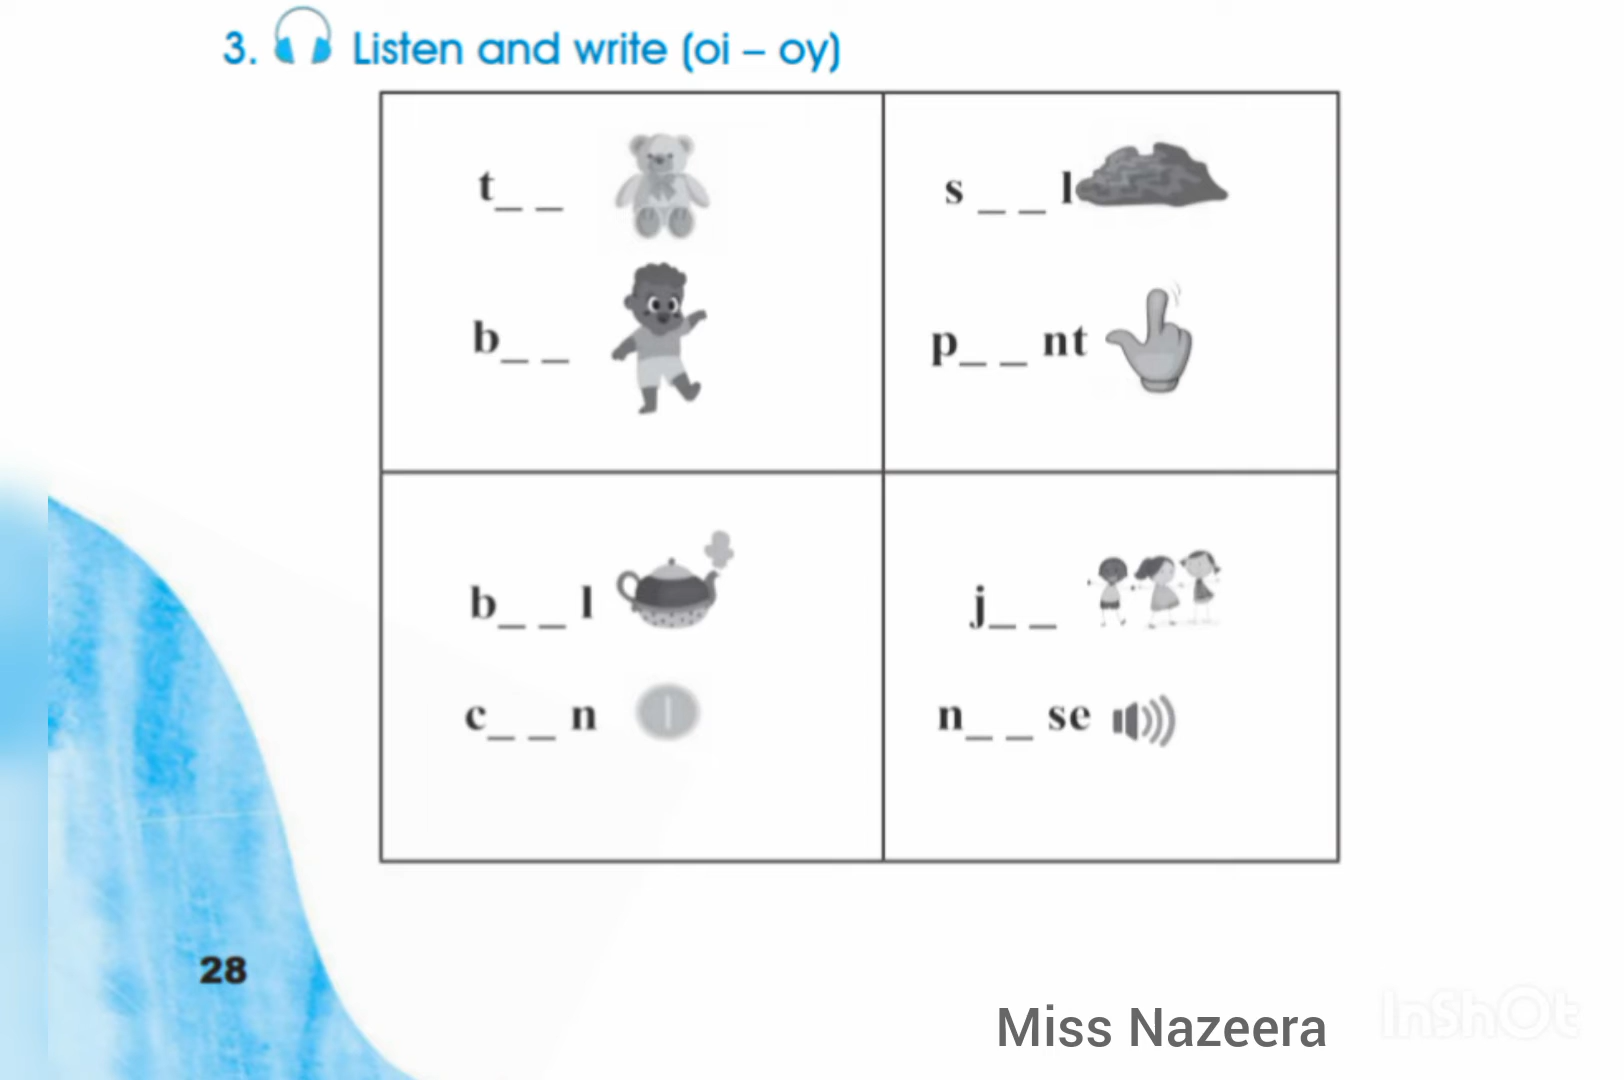 3. Listen and write (oi – oy)
t_ _
s _ _ l
b_ _
p_ _ nt
b_ _ l
j_ _
c_ _ n
n_ _ se
28
Miss Nazeera
InShOt